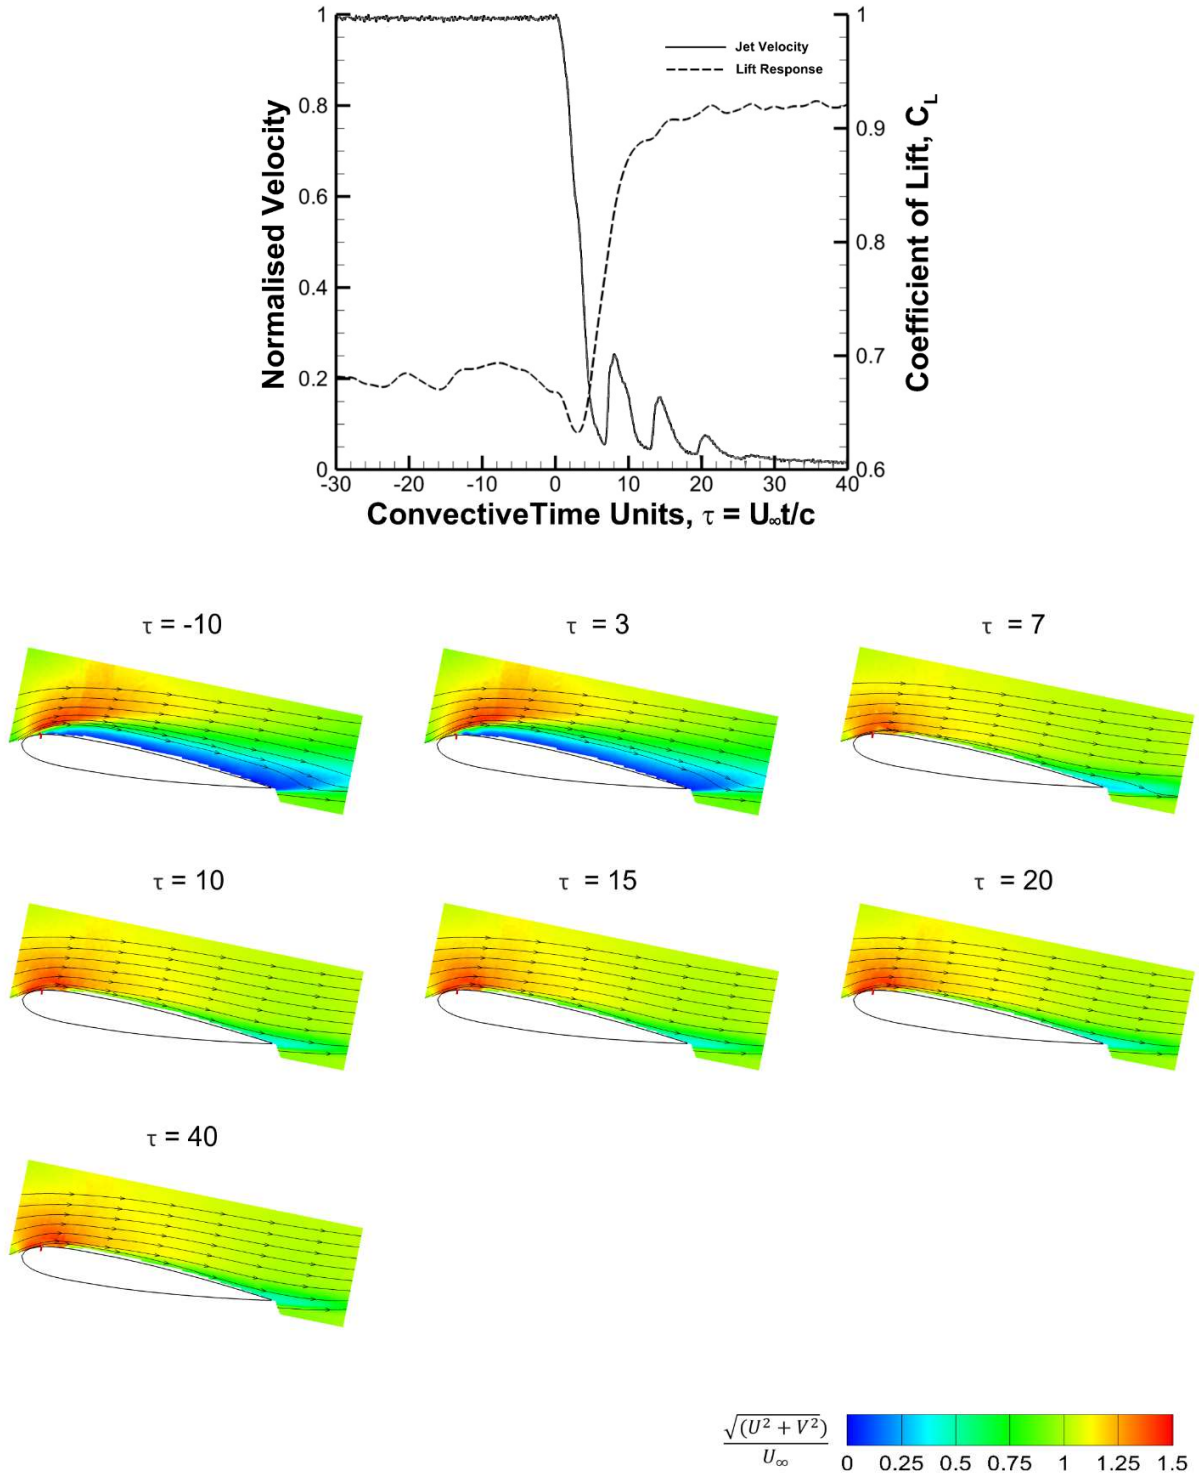 1
0.8
0.6
0.4
0.2
0
Normalised Velocity
Jet Velocity
Lift Response
1
0.9
0.8
0.7
0.6
Coefficient of Lift, C_L
-30 -20 -10 0 10 20 30 40
ConvectiveTime Units, τ = U∞t/c
τ = -10 τ = 3 τ = 7
τ = 10 τ = 15 τ = 20
τ = 40
√(U² + V²)
U∞
0 0.25 0.5 0.75 1 1.25 1.5